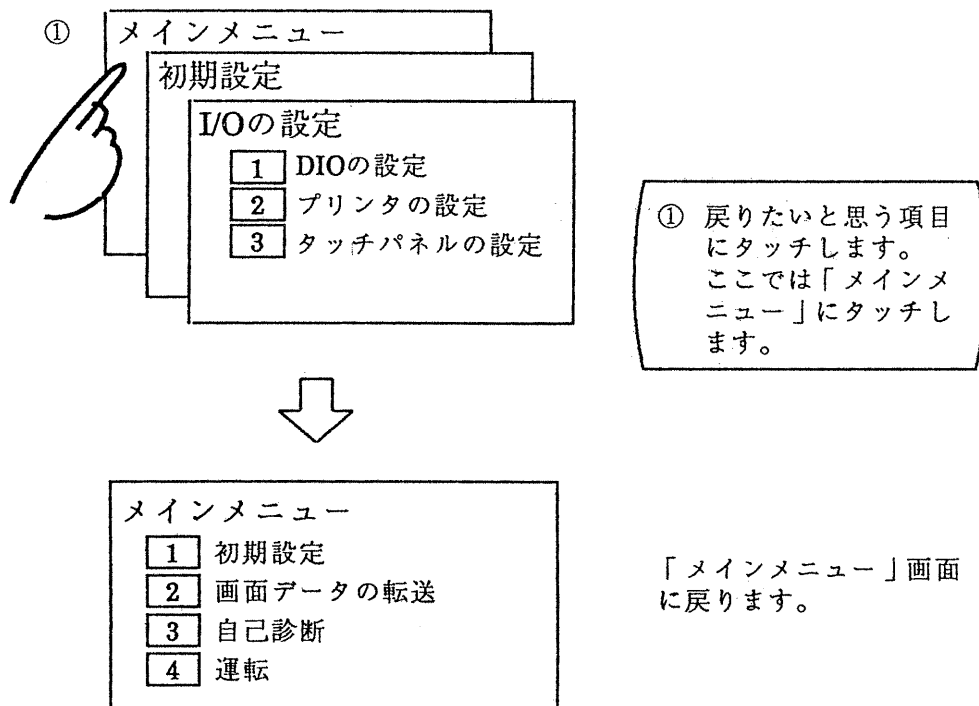 ①
メインメニュー
初期設定
I/Oの設定
1 DIOの設定
2 プリンタの設定
3 タッチパネルの設定
① 戻りたいと思う項目
にタッチします。
ここでは「メインメ
ニュー」にタッチし
ます。
メインメニュー
1 初期設定
2 画面データの転送
3 自己診断
4 運転
「メインメニュー」画面
に戻ります。